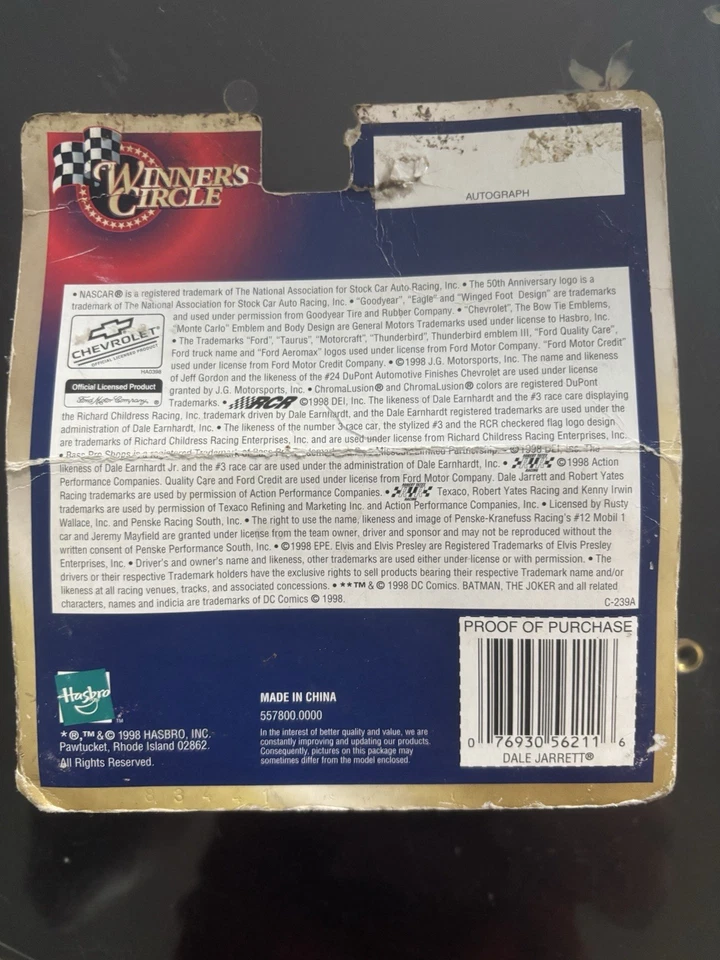 WINNER'S
CIRCLE
AUTOGRAPH
• NASCAR® is a registered trademark of The National Association for Stock Car Auto Racing, Inc. • The 50th Anniversary logo is a
trademark of The National Association for Stock Car Auto Racing, Inc. • "Goodyear", "Eagle" and "Winged Foot Design" are trademarks
and used under permission from Goodyear Tire and Rubber Company. • "Chevrolet", The Bow Tie Emblems,
"Monte Carlo" Emblem and Body Design are General Motors Trademarks used under license to Hasbro, Inc.
• The Trademarks "Ford", "Taurus", "Motorcraft", "Thunderbird", Thunderbird emblem III, "Ford Quality Care",
Ford truck name and "Ford Aeromax" logos used under license from Ford Motor Company. "Ford Motor Credit"
used under license from Ford Motor Credit Company. • ©1998 J.G. Motorsports, Inc. The name and likeness
of Jeff Gordon and the likeness of the #24 DuPont Automotive Finishes Chevrolet are used under license
granted by J.G. Motorsports, Inc. • ChromaLusion® and ChromaLusion® colors are registered DuPont
Trademarks. • RCR ©1998 DEI, Inc. The likeness of Dale Earnhardt and the #3 race care displaying
the Richard Childress Racing, Inc. trademark driven by Dale Earnhardt, and the Dale Earnhardt registered trademarks are used under the
administration of Dale Earnhardt, Inc. • The likeness of the number 3 race car, the stylized #3 and the RCR checkered flag logo design
are trademarks of Richard Childress Racing Enterprises, Inc. and are used under license from Richard Childress Racing Enterprises, Inc.
• Bass Pro Shops is a registered Trademark of Bass Pro Partnership. • ©1998 DEI, Inc. The
likeness of Dale Earnhardt Jr. and the #3 race car are used under the administration of Dale Earnhardt, Inc. • ©1998 Action
Performance Companies. Quality Care and Ford Credit are used under license from Ford Motor Company. Dale Jarrett and Robert Yates
Racing trademarks are used by permission of Action Performance Companies. • Texaco, Robert Yates Racing and Kenny Irwin
trademarks are used by permission of Texaco Refining and Marketing Inc. and Action Performance Companies, Inc. • Licensed by Rusty
Wallace, Inc. and Penske Racing South, Inc. • The right to use the name, likeness and image of Penske-Kranefuss Racing's #12 Mobil 1
car and Jeremy Mayfield are granted under license from the team owner, driver and sponsor and may not be reproduced without the
written consent of Penske Performance South, Inc. • ©1998 EPE. Elvis and Elvis Presley are Registered Trademarks of Elvis Presley
Enterprises, Inc. • Driver's and owner's name and likeness, other trademarks are used either under license or with permission. • The
drivers or their respective Trademark holders have the exclusive rights to sell products bearing their respective Trademark name and/or
likeness at all racing venues, tracks, and associated concessions. • **™ & © 1998 DC Comics. BATMAN, THE JOKER and all related
characters, names and indicia are trademarks of DC Comics © 1998.
C-239A
CHEVROLET
OFFICIAL LICENSED PRODUCT
Official Licensed Product
Ford Motor Company, ®
PROOF OF PURCHASE
0 76930 56211 6
DALE JARRETT®
Hasbro ™
*®,™&© 1998 HASBRO, INC.
Pawtucket, Rhode Island 02862.
All Rights Reserved.
MADE IN CHINA
557800.0000
In the interest of better quality and value, we are
constantly improving and updating our products.
Consequently, pictures on this package may
sometimes differ from the model enclosed.